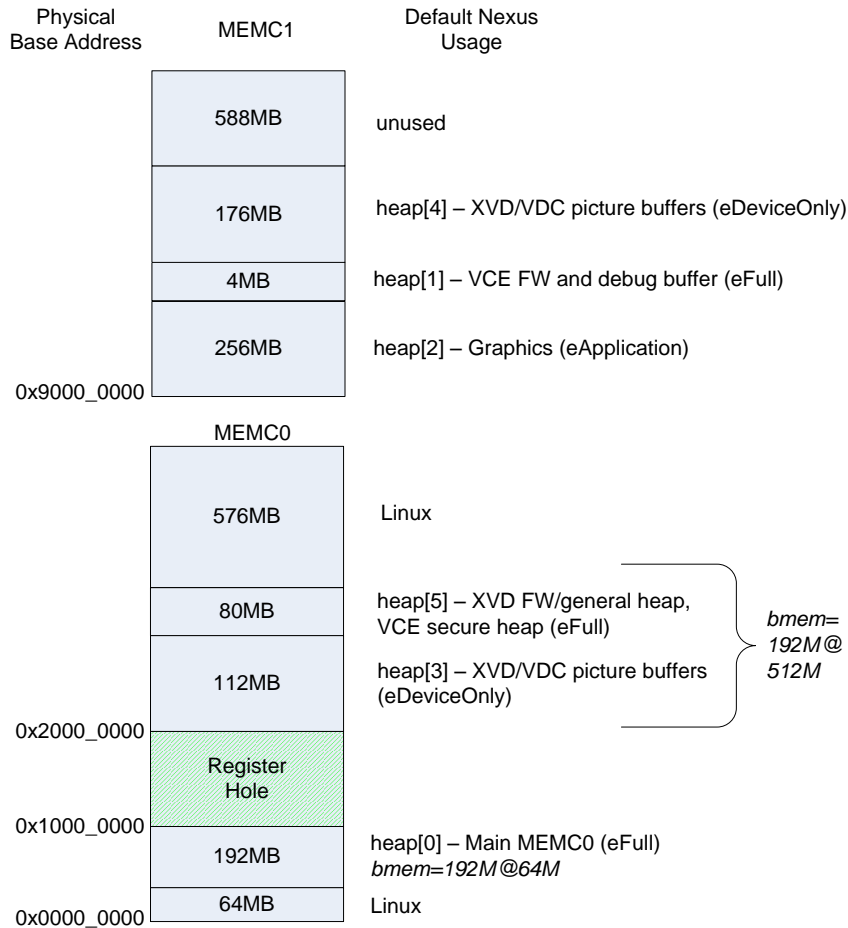 Physical
Base Address
MEMC1
Default Nexus
Usage
588MB
unused
176MB
heap[4] – XVD/VDC picture buffers (eDeviceOnly)
4MB
heap[1] – VCE FW and debug buffer (eFull)
256MB
heap[2] – Graphics (eApplication)
0x9000_0000
MEMC0
576MB
Linux
80MB
heap[5] – XVD FW/general heap,
VCE secure heap (eFull)
bmem=
192M@
512M
112MB
heap[3] – XVD/VDC picture buffers
(eDeviceOnly)
0x2000_0000
Register
Hole
0x1000_0000
192MB
heap[0] – Main MEMC0 (eFull)
bmem=192M@64M
64MB
Linux
0x0000_0000